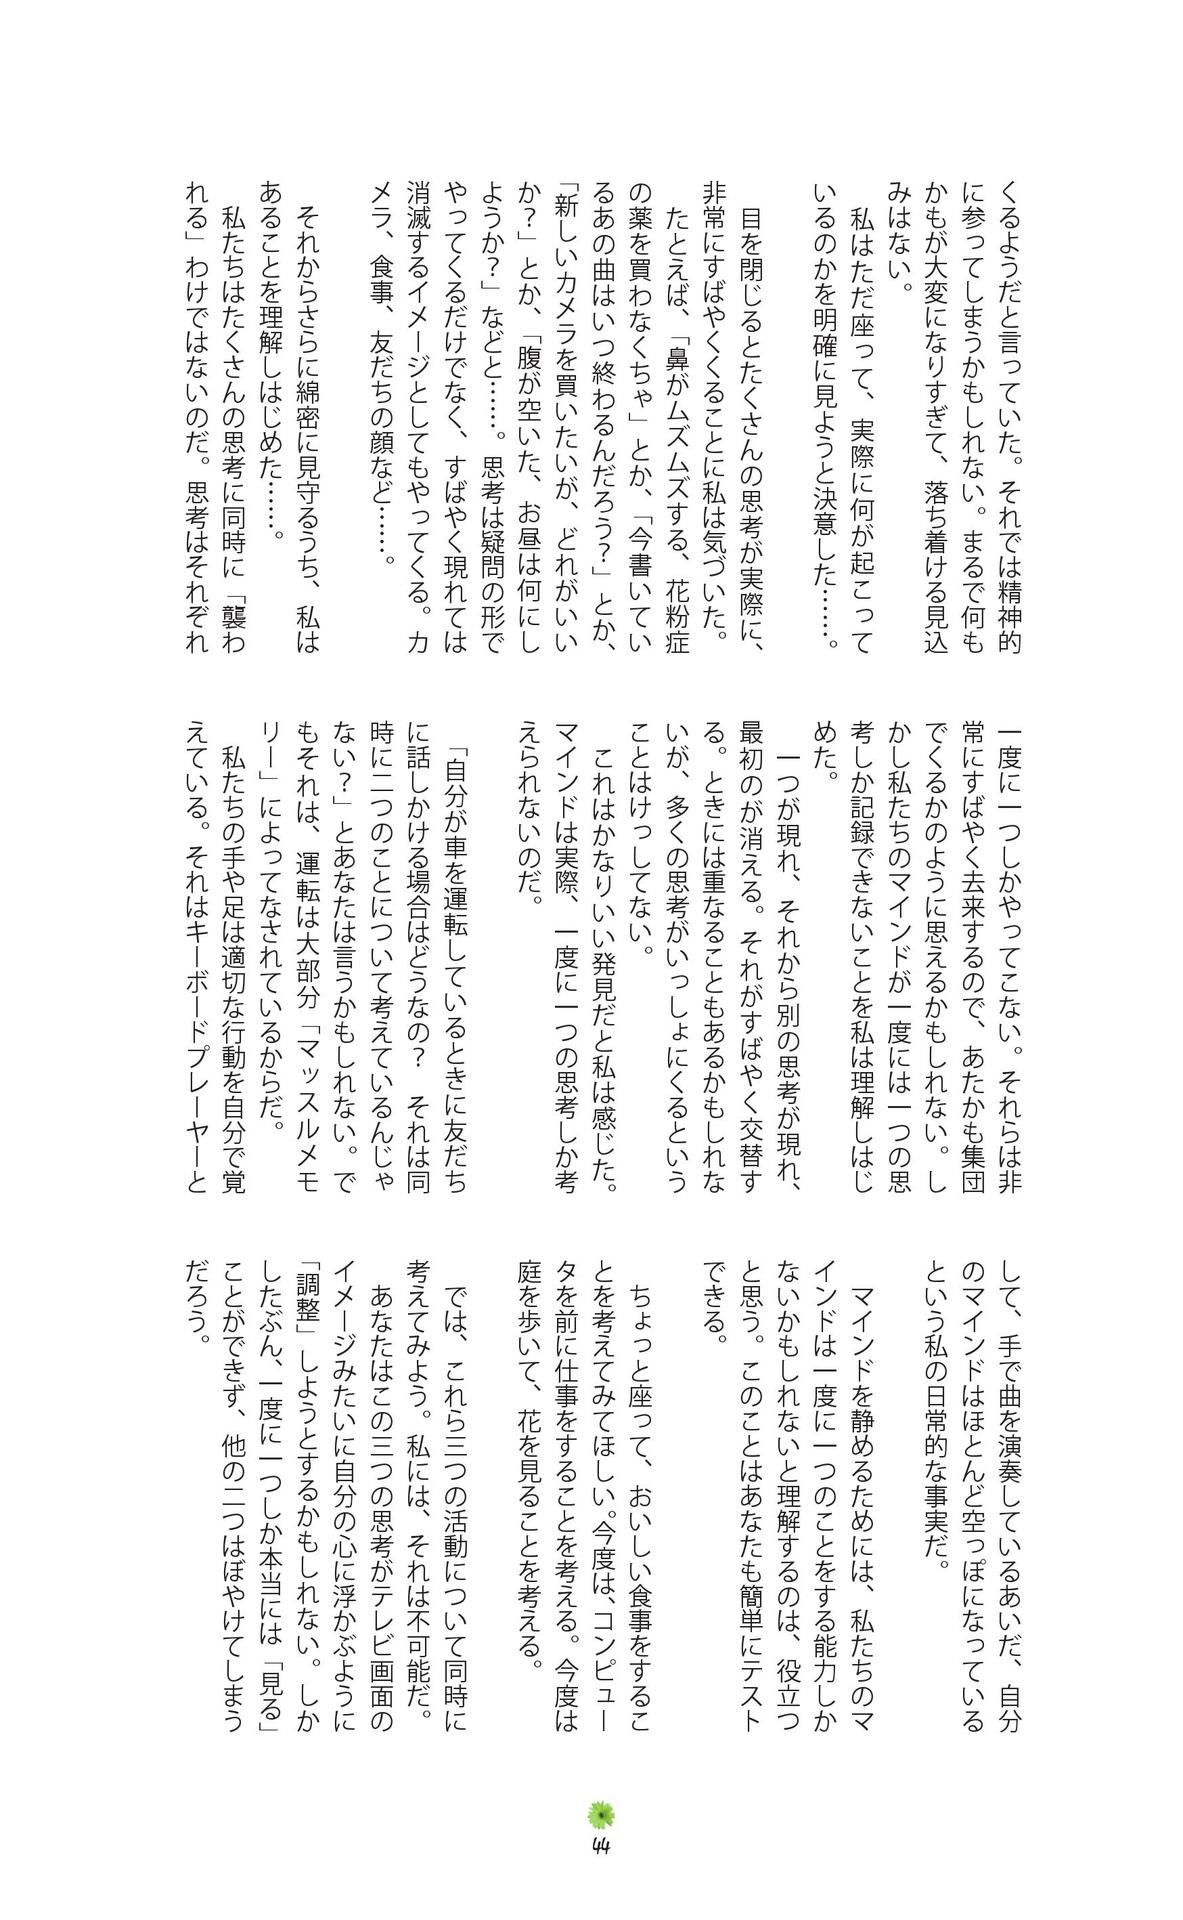 くるようだと言っていた。それでは精神的
に参ってしまうかもしれない。まるで何も
かもが大変になりすぎて、落ち着ける見込
みはない。
私はただ座って、実際に何が起こって
いるのかを明確に見ようと決意した……。
目を閉じるとたくさんの思考が実際に、
非常にすばやくくることに私は気づいた。
たとえば、「鼻がムズムズする、花粉症
の薬を買わなくちゃ」とか、「今書いてい
るあの曲はいつ終わるんだろう？」とか、
「新しいカメラを買いたいが、どれがいい
か？」とか、「腹が空いた、お昼は何にし
ようか？」などと……。思考は疑問の形で
やってくるだけでなく、すばやく現れては
消滅するイメージとしてもやってくる。カ
メラ、食事、友だちの顔など……。
それからさらに綿密に見守るうち、私は
あることを理解しはじめた……。
私たちはたくさんの思考に同時に「襲わ
れる」わけではないのだ。思考はそれぞれ
一度に一つしかやってこない。それらは非
常にすばやく去来するので、あたかも集団
でくるかのように思えるかもしれない。し
かし私たちのマインドが一度には一つの思
考しか記録できないことを私は理解しはじ
めた。
一つが現れ、それから別の思考が現れ、
最初のが消える。それがすばやく交替す
る。ときには重なることもあるかもしれな
いが、多くの思考がいっしょにくるという
ことはけっしてない。
これはかなりいい発見だと私は感じた。
マインドは実際、一度に一つの思考しか考
えられないのだ。
「自分が車を運転しているときに友だち
に話しかける場合はどうなの？　それは同
時に二つのことについて考えているんじゃ
ない？」とあなたは言うかもしれない。で
もそれは、運転は大部分「マッスルメモ
リー」によってなされているからだ。
私たちの手や足は適切な行動を自分で覚
えている。それはキーボードプレーヤーと
して、手で曲を演奏しているあいだ、自分
のマインドはほとんど空っぽになっている
という私の日常的な事実だ。
マインドを静めるためには、私たちのマ
インドは一度に一つのことをする能力しか
ないかもしれないと理解するのは、役立つ
と思う。このことはあなたも簡単にテスト
できる。
ちょっと座って、おいしい食事をするこ
とを考えてみてほしい。今度は、コンピュー
タを前に仕事をすることを考える。今度は
庭を歩いて、花を見ることを考える。
では、これら三つの活動について同時に
考えてみよう。私には、それは不可能だ。
あなたはこの三つの思考がテレビ画面の
イメージみたいに自分の心に浮かぶように
「調整」しようとするかもしれない。しか
したぶん、一度に一つしか本当には「見る」
ことができず、他の二つはぼやけてしまう
だろう。
44